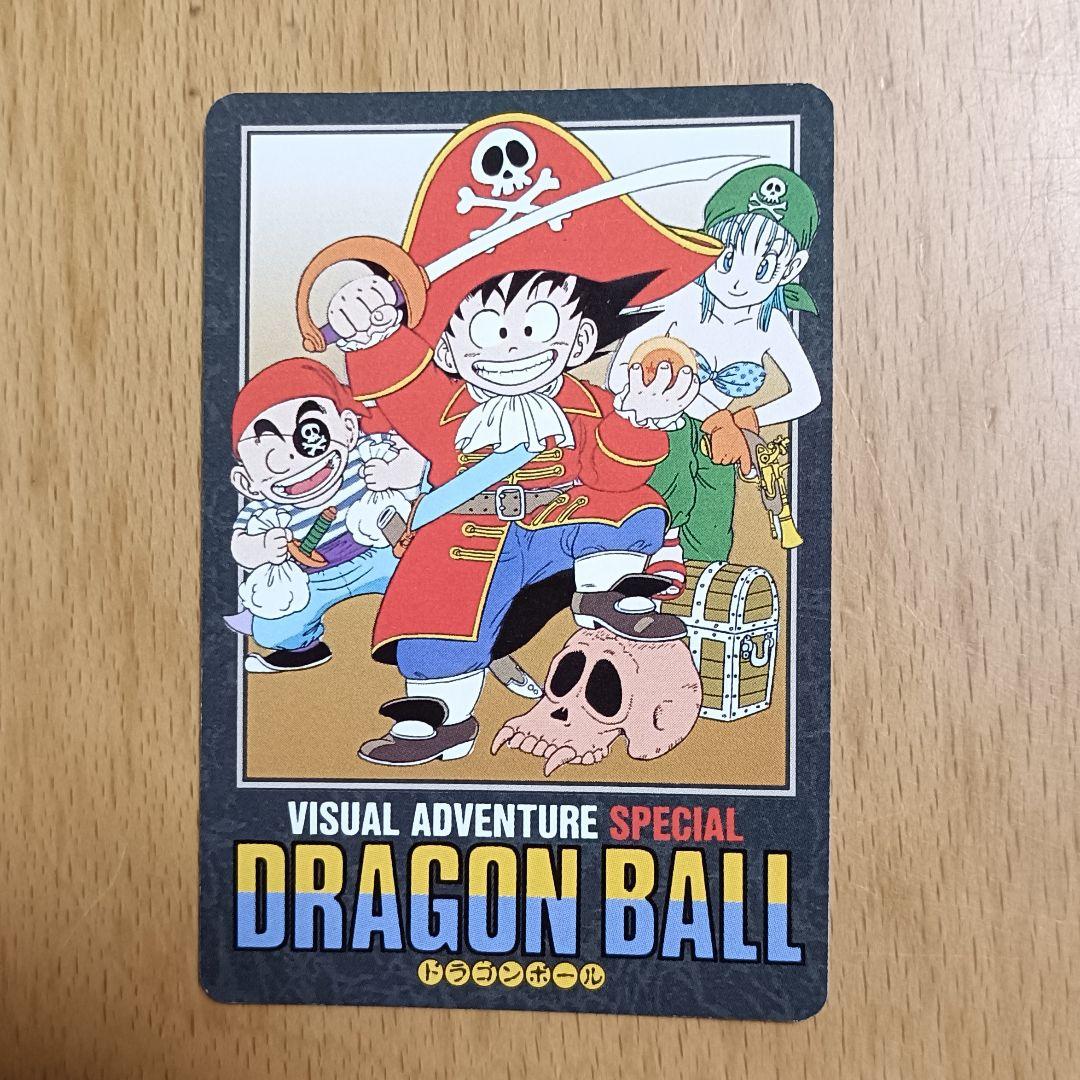 VISUAL ADVENTURE SPECIAL
DRAGON BALL
ドラゴンボール